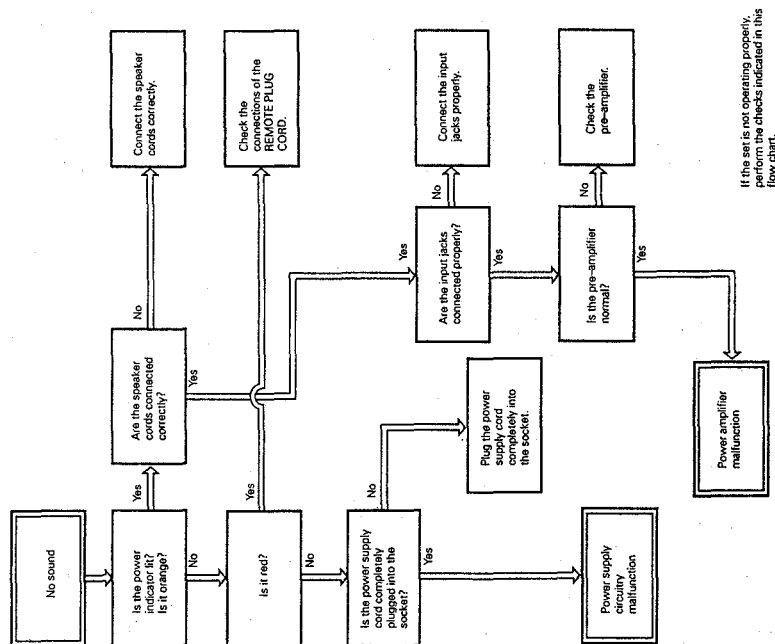 No sound
Is the power
indicator lit?
Is it orange?
Yes
No
Are the speaker
cords connected
correctly?
No
Connect the speaker
cords correctly.
Yes
Is it red?
Yes
Check the
connections of the
REMOTE PLUG
CORD.
No
Is the power supply
cord completely
plugged into the
socket?
No
Plug the power
supply cord
completely into
the socket.
Yes
Power supply
circuitry
malfunction
Yes
Are the input jacks
connected properly?
No
Connect the input
jacks properly.
Yes
Is the pre-amplifier
normal?
No
Check the
pre-amplifier.
Yes
Power amplifier
malfunction
If the set is not operating properly,
perform the checks indicated in this
flow chart.